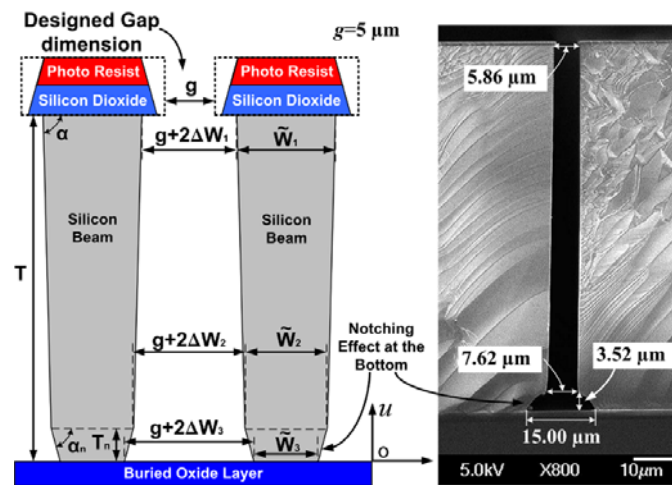 Designed Gap
dimension
g=5 µm
Photo Resist
Silicon Dioxide
g
Photo Resist
Silicon Dioxide
α
g+2ΔW₁
W̃₁
Silicon
Beam
Silicon
Beam
T
g+2ΔW₂
W̃₂
Notching
Effect at the
Bottom
αₙ
Tₙ
g+2ΔW₃
W̃₃
u
o
Buried Oxide Layer
5.86 µm
7.62 µm
3.52 µm
15.00 µm
5.0kV X800 10µm